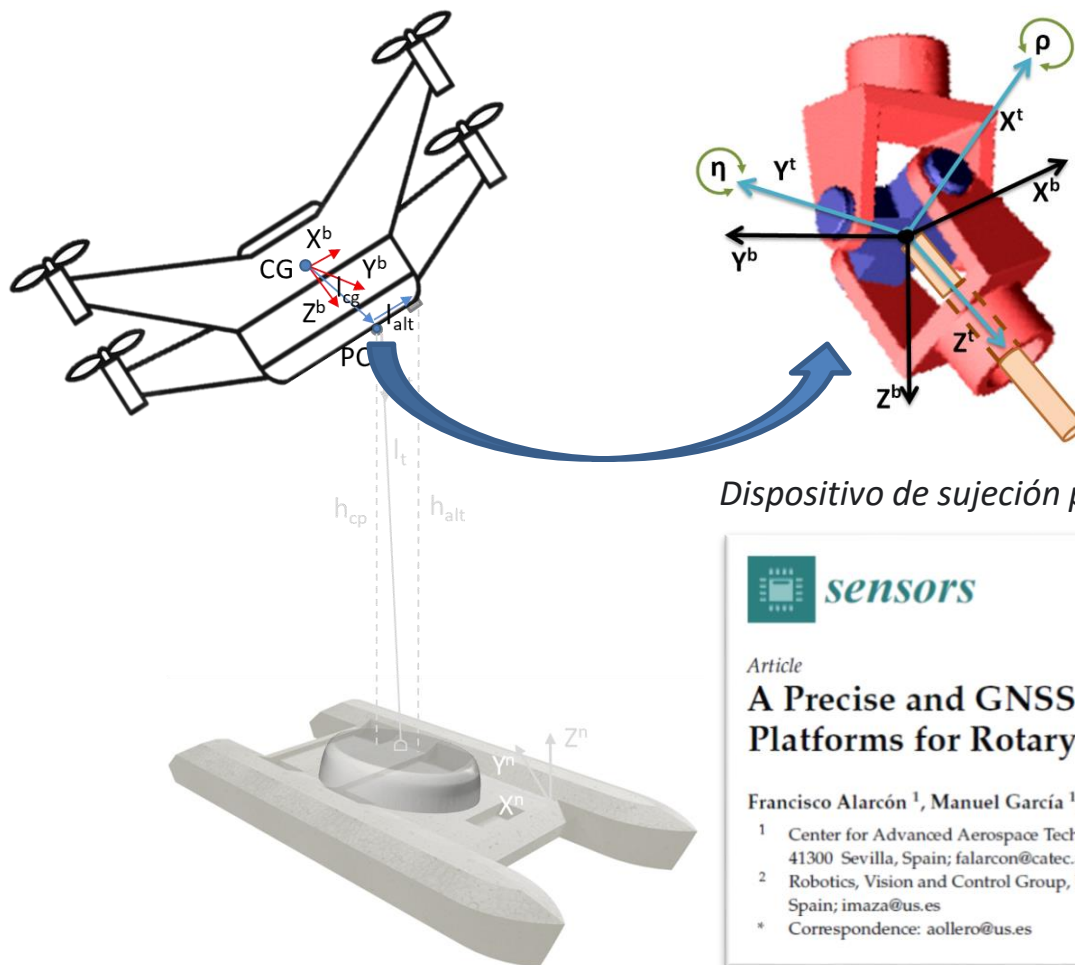 X^b
CG
Y^b
l_cg
Z^b
l_alt
PC
l_t
h_cp
h_alt
Z^n
Y^n
X^n
ρ
X^t
η
Y^t
X^b
Y^b
Z^t
Z^b
Dispositivo de sujeción
sensors
Article
A Precise and GNSS
Platforms for Rotary
Francisco Alarcón ¹, Manuel García ¹
1 Center for Advanced Aerospace Tech
41300 Sevilla, Spain; falarcon@catec.
2 Robotics, Vision and Control Group,
Spain; imaza@us.es
* Correspondence: aollero@us.es